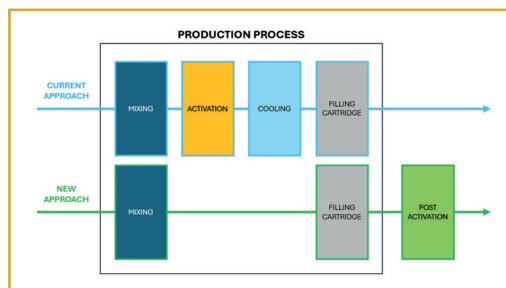 PRODUCTION PROCESS
CURRENT
APPROACH
MIXING
ACTIVATION
COOLING
FILLING
CARTRIDGE
NEW
APPROACH
MIXING
FILLING
CARTRIDGE
POST
ACTIVATION